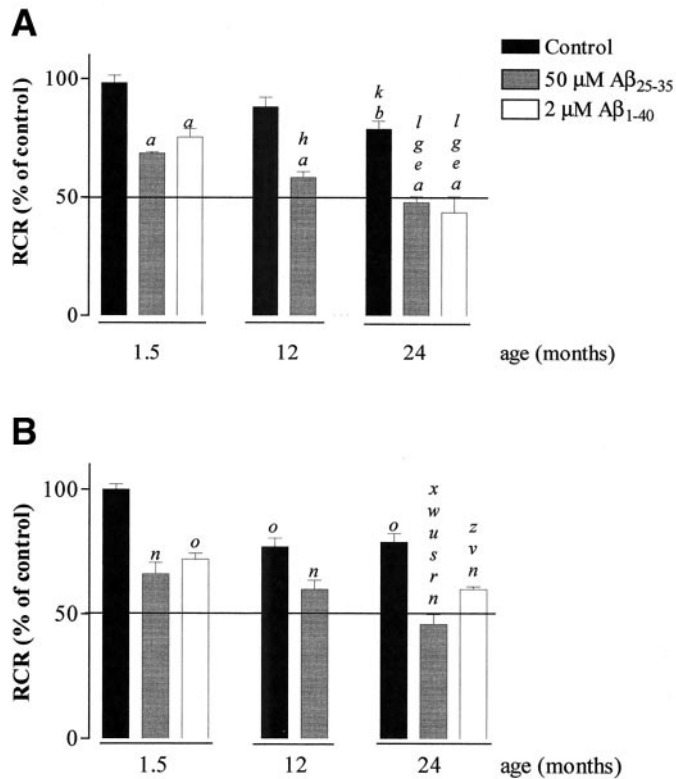 A
Control
50 μM Aβ25-35
2 μM Aβ1-40
RCR (% of control)
100
50
0
a
a
h
a
k
b
l
g
e
a
l
g
e
a
1.5
12
24
age (months)
B
RCR (% of control)
100
50
0
n
o
o
n
o
x
w
u
s
r
n
z
v
n
1.5
12
24
age (months)